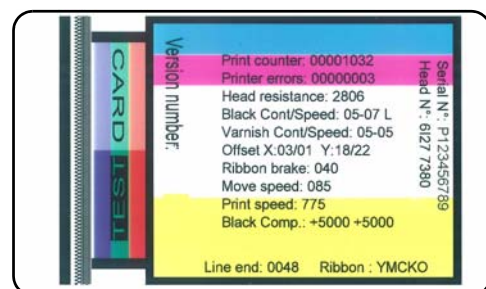 TEST CARD
Version number:
Print counter: 00001032
Printer errors: 00000003
Head resistance: 2806
Black Cont/Speed: 05-07 L
Varnish Cont/Speed: 05-05
Offset X:03/01 Y:18/22
Ribbon brake: 040
Move speed: 085
Print speed: 775
Black Comp.: +5000 +5000
Line end: 0048 Ribbon : YMCKO
Serial N°: P123456789
Head N°: 6I27 7380